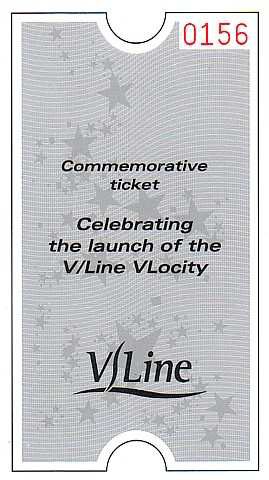 0156
Commemorative
ticket
Celebrating
the launch of the
V/Line VLocity
V/Line